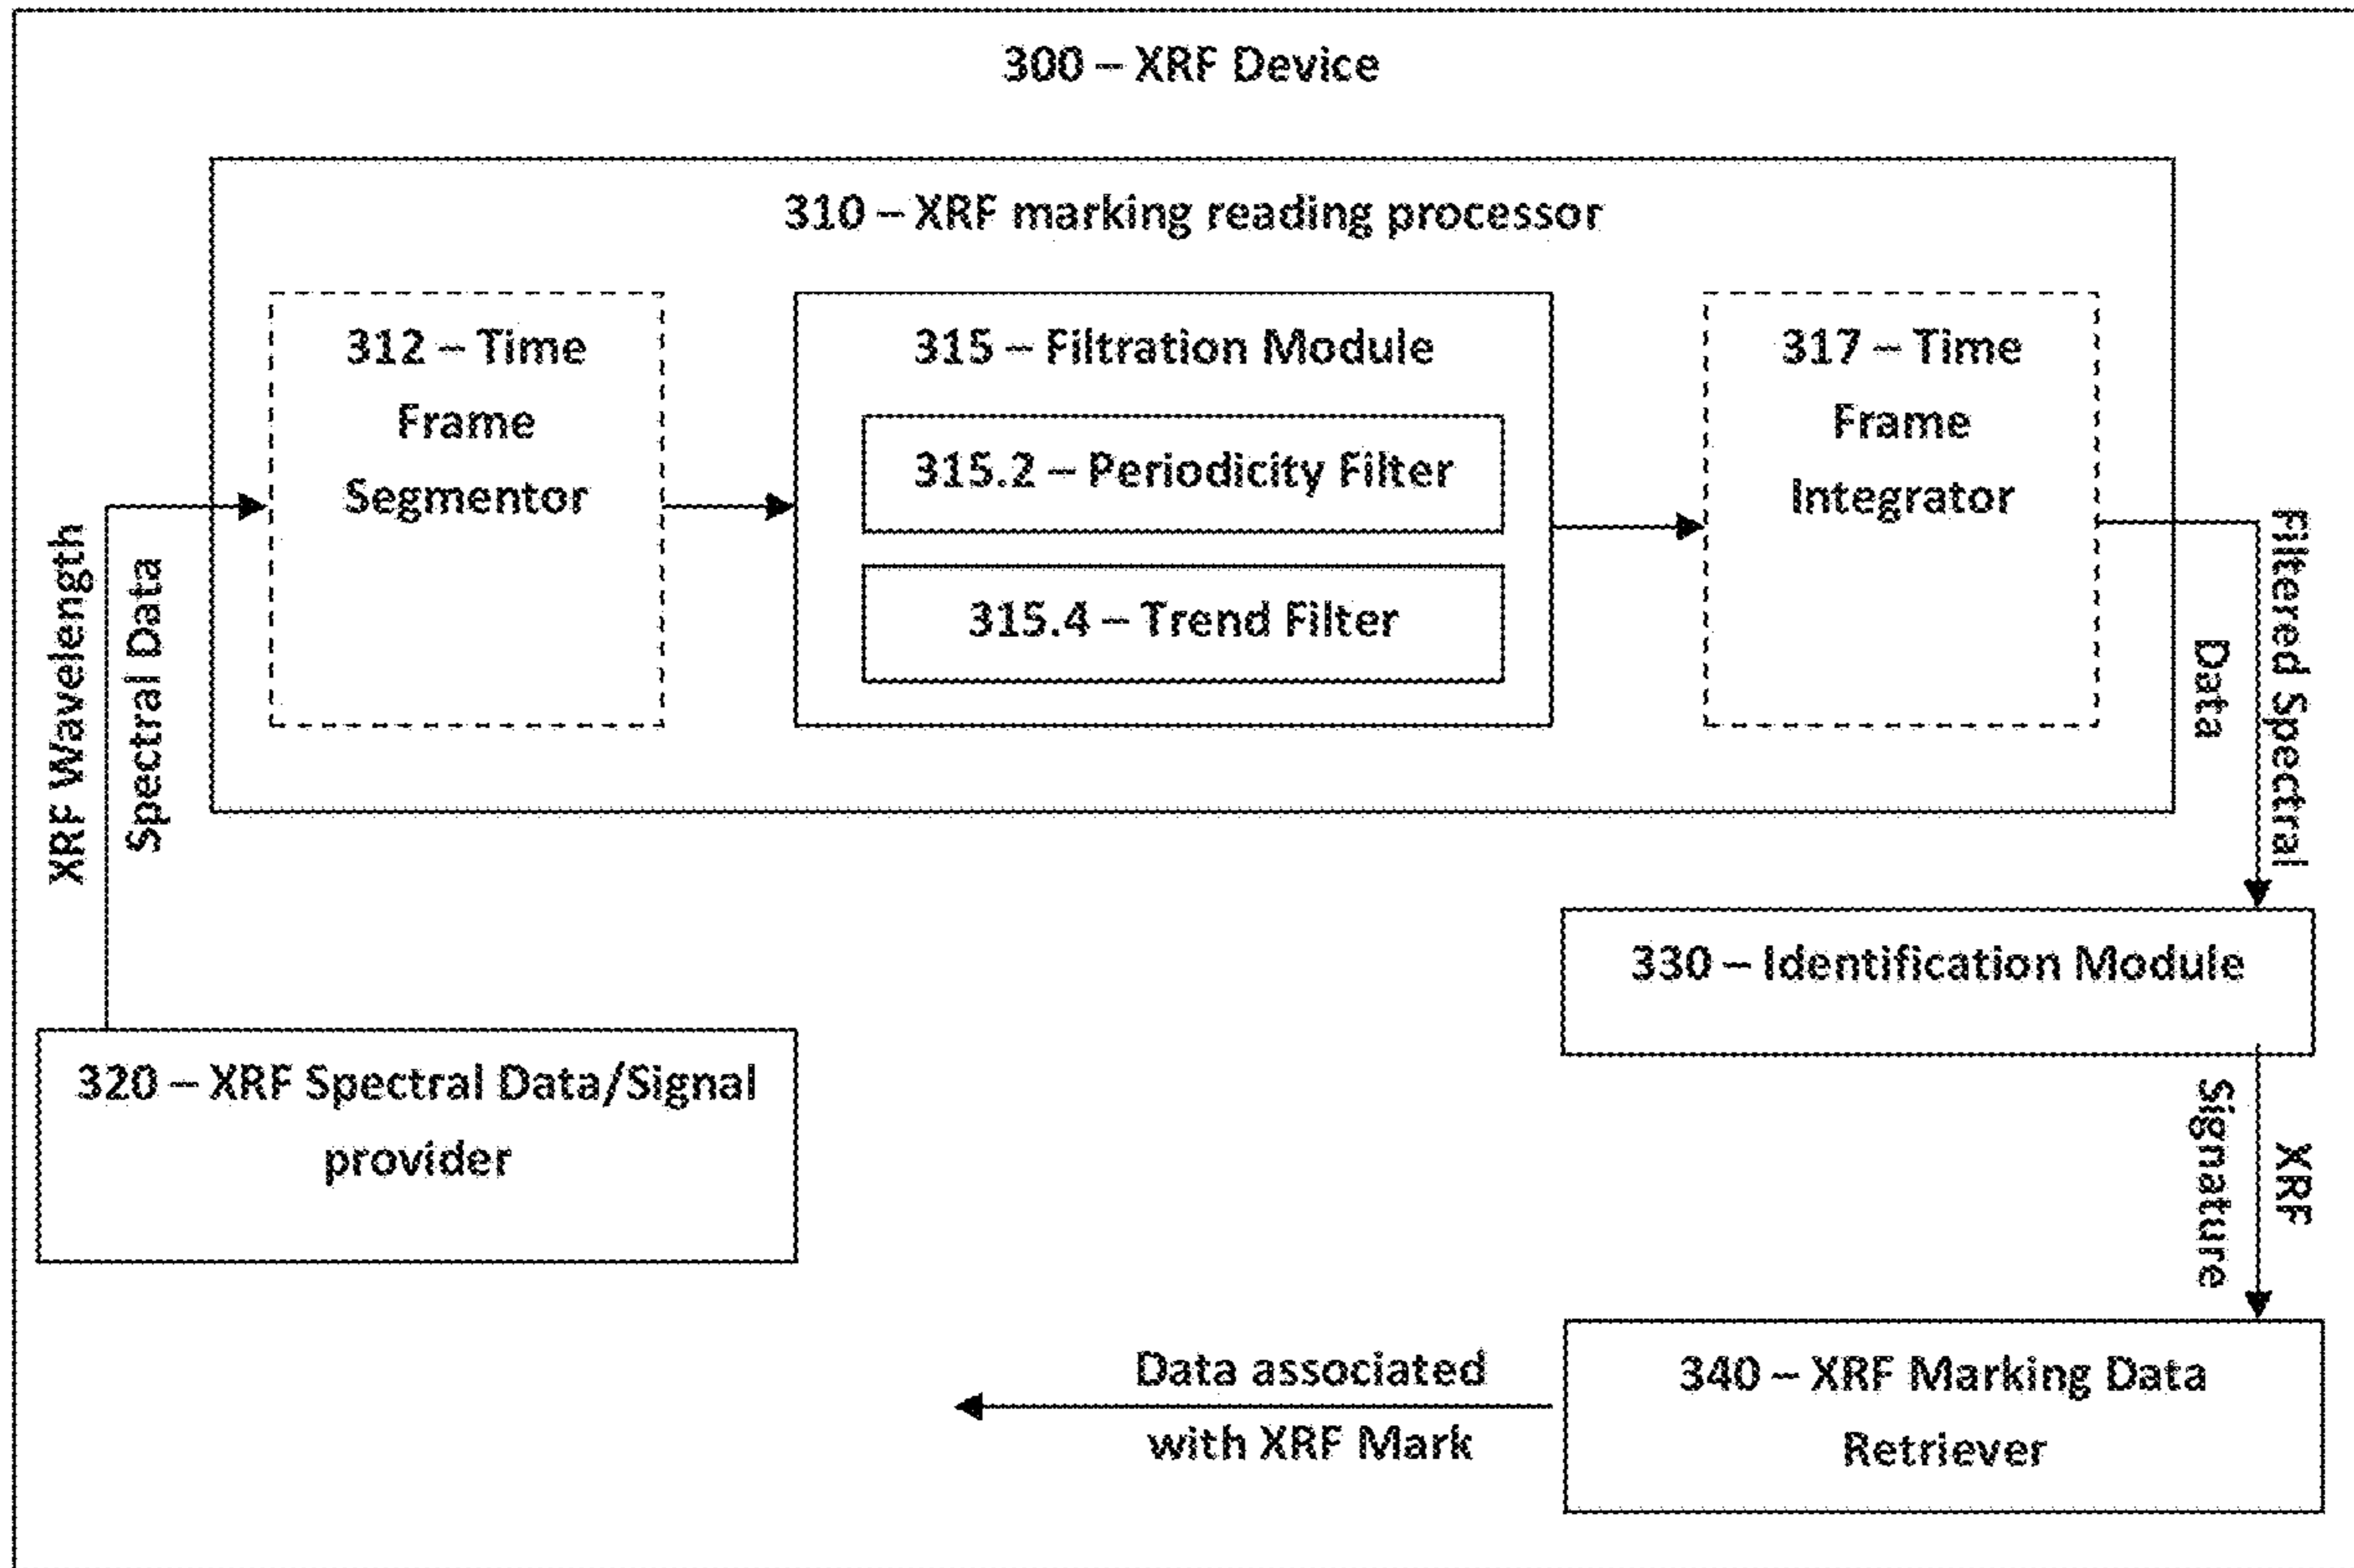 300 – XRF Device
310 – XRF marking reading processor
312 – Time
Frame
Segmentor
315 – Filtration Module
315.2 – Periodicity Filter
315.4 – Trend Filter
317 – Time
Frame
Integrator
XRF Wavelength
Spectral Data
Filtered Spectral
Data
330 – Identification Module
320 – XRF Spectral Data/Signal
provider
XRF
Signature
340 – XRF Marking Data
Retriever
Data associated
with XRF Mark